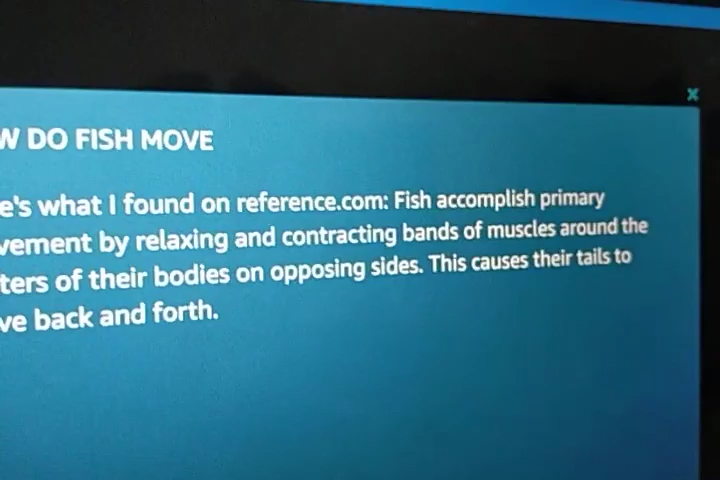 W DO FISH MOVE
e's what I found on reference.com: Fish accomplish primary
vement by relaxing and contracting bands of muscles around the
ters of their bodies on opposing sides. This causes their tails to
ve back and forth.